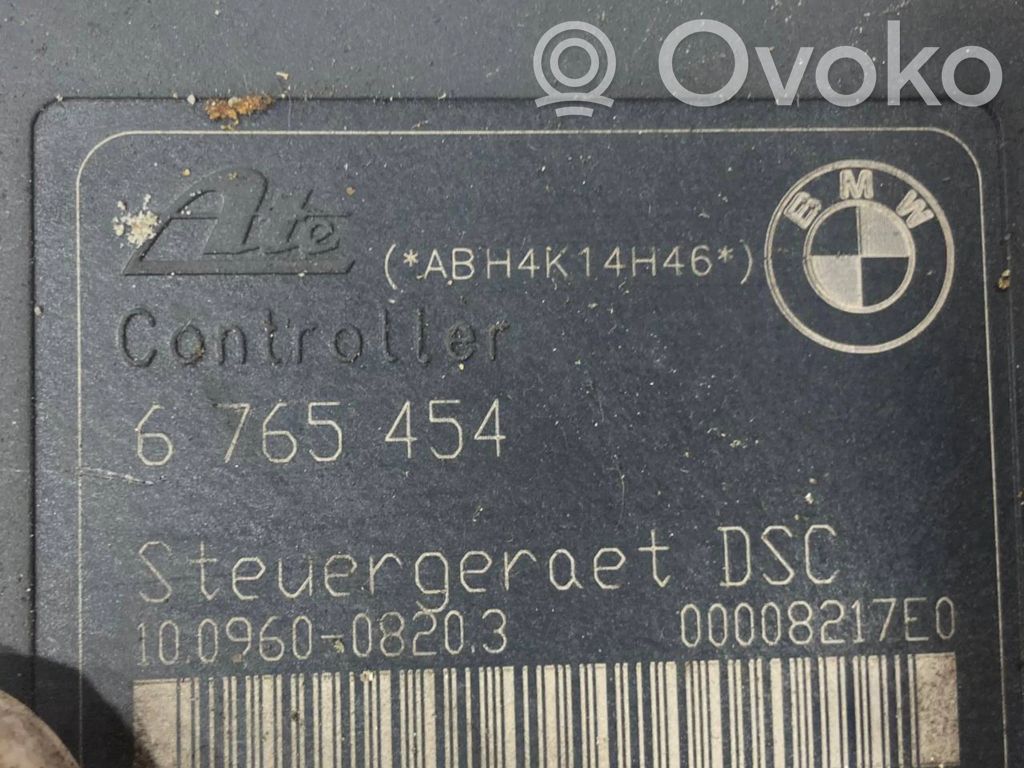 Ovoko
Ate
(*ABH4K14H46*)
BMW
Controller
6 765 454
Steuergeraet DSC
10.0960-0820.3 00008217E0